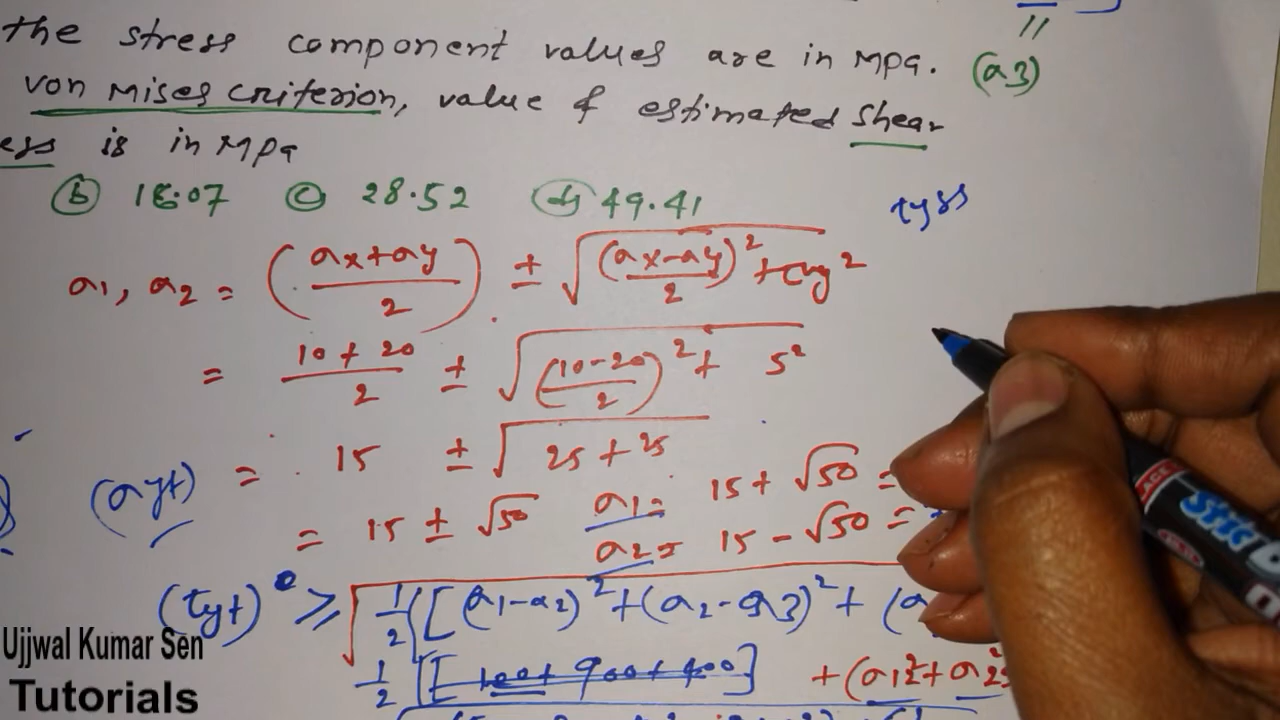 the stress component values are in MPa. (σ3)
von Mises criterion, value of estimated shear
ess is in MPa
(b) 16.07 (c) 28.52 (d) 49.41
σ1, σ2 = (σx+σy / 2) ± √((σx-σy / 2)² + τxy²
= 10+20 / 2 ± √((10-20 / 2)² + 5²
(σyt) = 15 ± √25+25
= 15 ± √50 σ1= 15+√50 =
σ2= 15-√50 =
(τyt) ≥ √1/2 [(σ1-σ2)²+(σ2-σ3)²+ (σ
1/2 [100+900+400] +(σ1²+σ2²
Ujjwal Kumar Sen
Tutorials